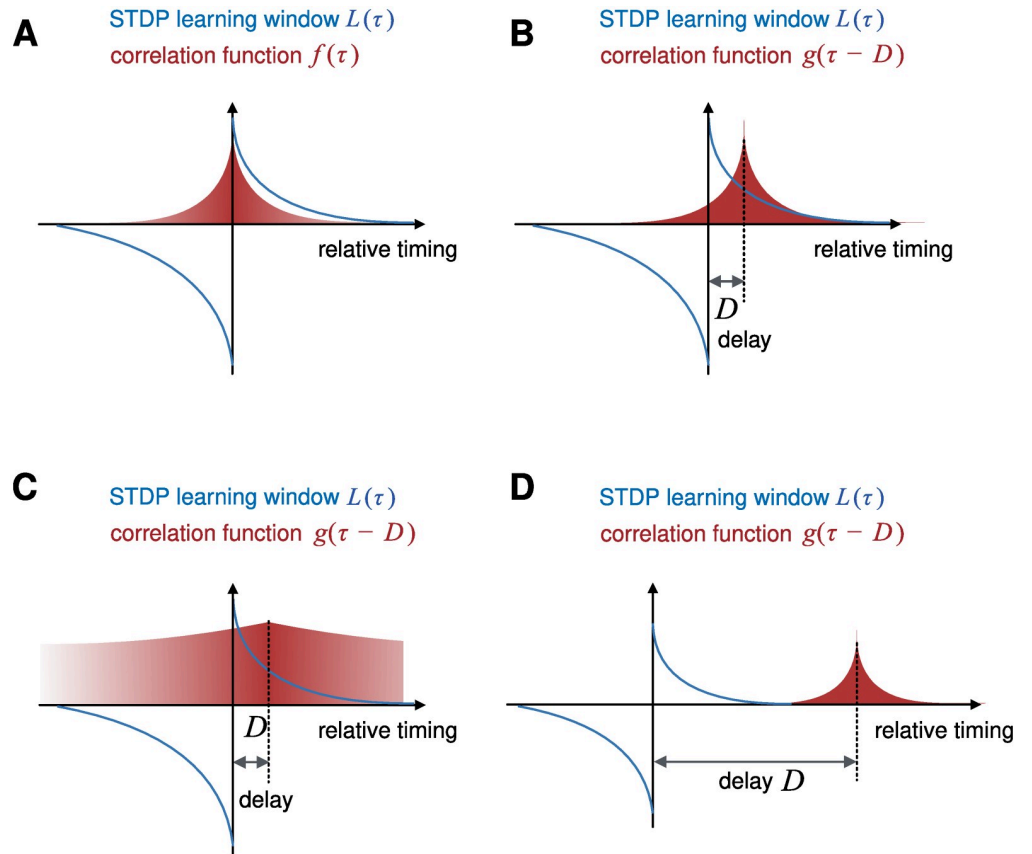 A
STDP learning window L(τ)
correlation function f(τ)
relative timing
B
STDP learning window L(τ)
correlation function g(τ − D)
relative timing
D
delay
C
STDP learning window L(τ)
correlation function g(τ − D)
relative timing
D
delay
D
STDP learning window L(τ)
correlation function g(τ − D)
relative timing
delay D